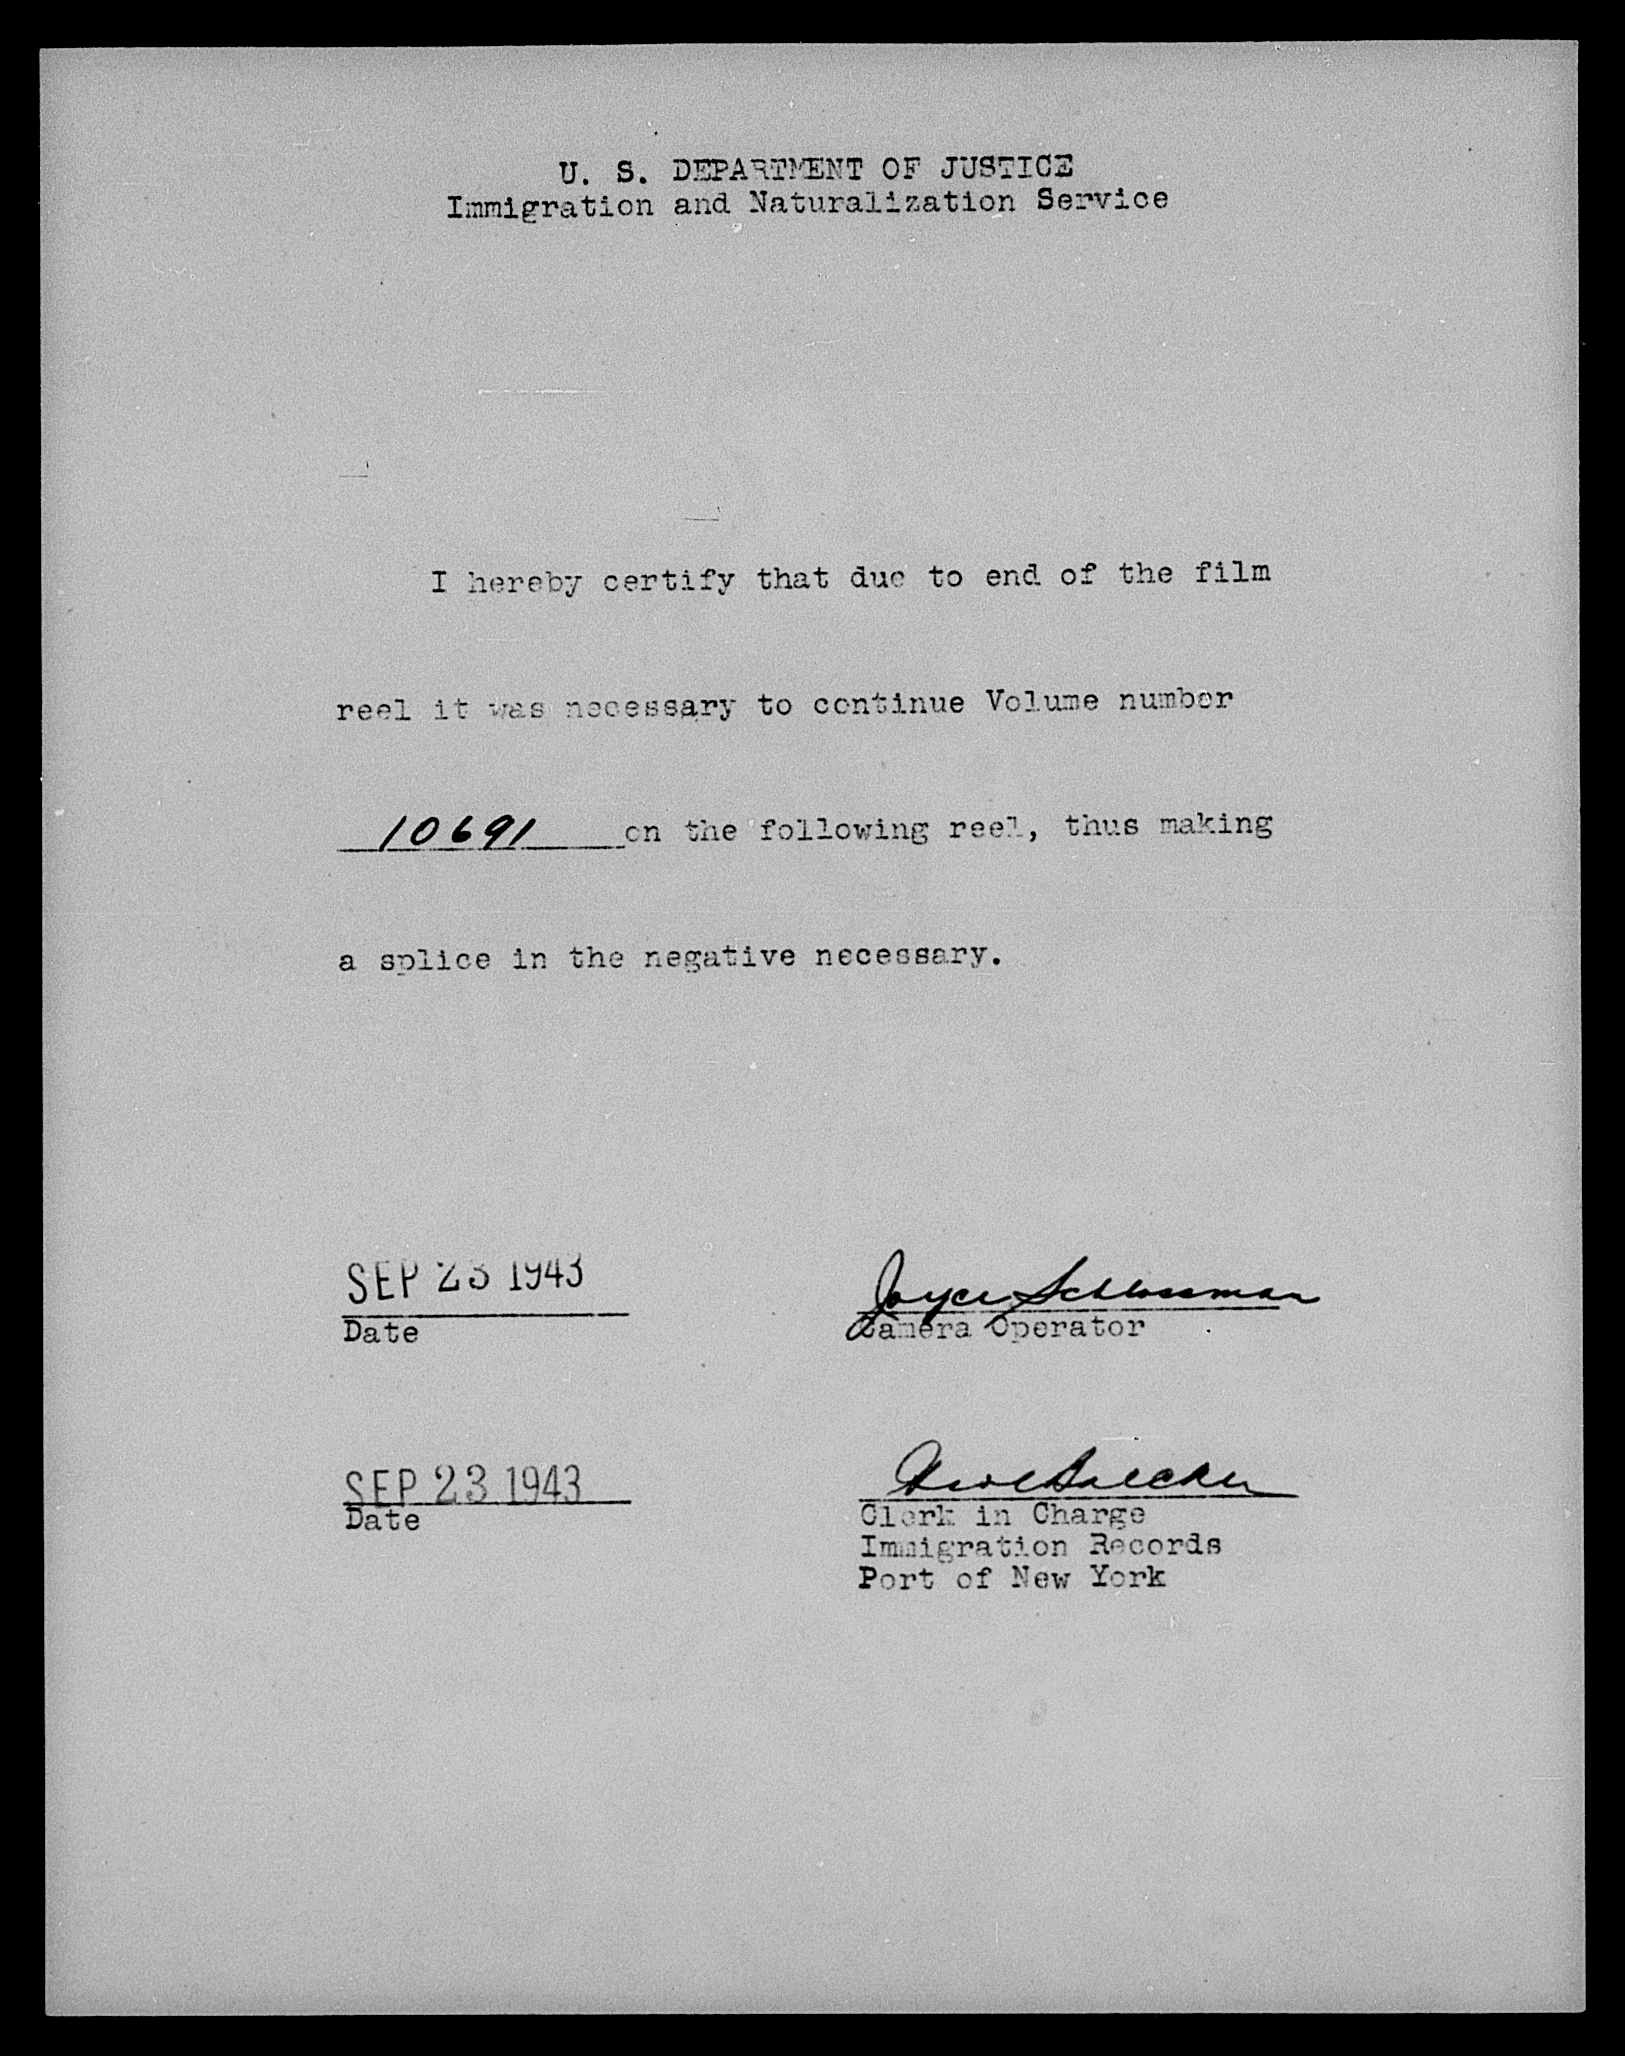 U. S. DEPARTMENT OF JUSTICE
Immigration and Naturalization Service
I hereby certify that due to end of the film
reel it was necessary to continue Volume number
10691 on the following reel, thus making
a splice in the negative necessary.
SEP 23 1943
Joyce Schlossman
Date
Camera Operator
SEP 23 1943
Date
Clerk in Charge
Immigration Records
Port of New York